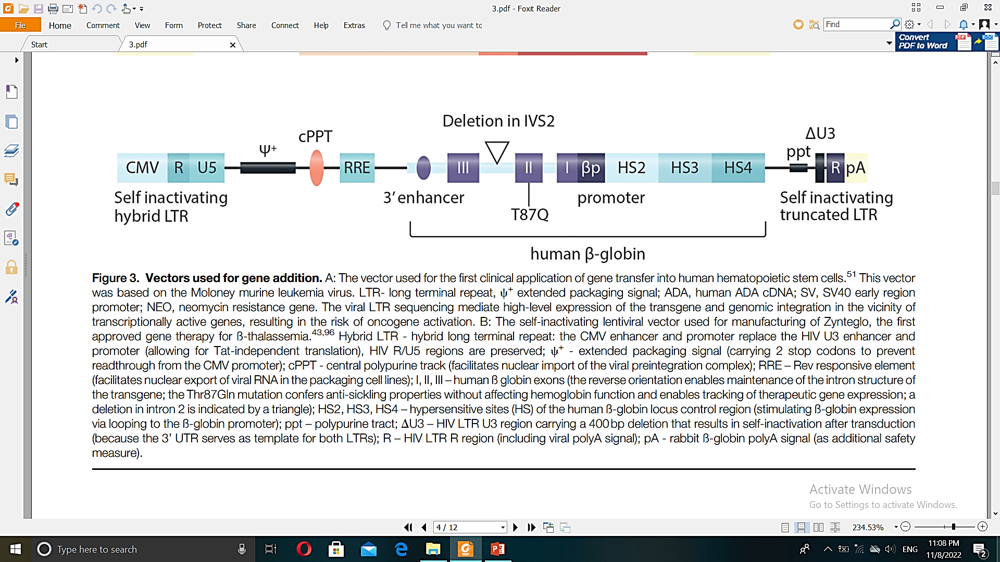 3.pdf - Foxit Reader
File Home Comment View Form Protect Share Connect Help Extras Tell me what you want to Find
Start 3.pdf
Convert PDF DOC
PDF to Word
Deletion in IVS2
cPPT ΔU3
Ψ+ ppt
CMV R U5 RRE III II I βp HS2 HS3 HS4 R pA
Self inactivating 3' enhancer promoter Self inactivating
hybrid LTR T87Q truncated LTR
human β-globin
Figure 3. Vectors used for gene addition. A: The vector used for the first clinical application of gene transfer into human hematopoietic stem cells.51 This vector
was based on the Moloney murine leukemia virus. LTR- long terminal repeat, ψ+ extended packaging signal; ADA, human ADA cDNA; SV, SV40 early region
promoter; NEO, neomycin resistance gene. The viral LTR sequencing mediate high-level expression of the transgene and genomic integration in the vicinity of
transcriptionally active genes, resulting in the risk of oncogene activation. B: The self-inactivating lentiviral vector used for manufacturing of Zynteglo, the first
approved gene therapy for ß-thalassemia.43,96 Hybrid LTR - hybrid long terminal repeat: the CMV enhancer and promoter replace the HIV U3 enhancer and
promoter (allowing for Tat-independent translation), HIV R/U5 regions are preserved; ψ+ - extended packaging signal (carrying 2 stop codons to prevent
readthrough from the CMV promoter); cPPT - central polypurine track (facilitates nuclear import of the viral preintegration complex); RRE – Rev responsive element
(facilitates nuclear export of viral RNA in the packaging cell lines); I, II, III – human ß globin exons (the reverse orientation enables maintenance of the intron structure of
the transgene; the Thr87Gln mutation confers anti-sickling properties without affecting hemoglobin function and enables tracking of therapeutic gene expression; a
deletion in intron 2 is indicated by a triangle); HS2, HS3, HS4 – hypersensitive sites (HS) of the human ß-globin locus control region (stimulating ß-globin expression
via looping to the ß-globin promoter); ppt – polypurine tract; ΔU3 – HIV LTR U3 region carrying a 400 bp deletion that results in self-inactivation after transduction
(because the 3' UTR serves as template for both LTRs); R – HIV LTR R region (including viral polyA signal); pA - rabbit ß-globin polyA signal (as additional safety
measure).
Activate Windows
Go to Settings to activate Windows.
4 / 12 234.53%
Type here to search ENG 11:08 PM
11/8/2022 2